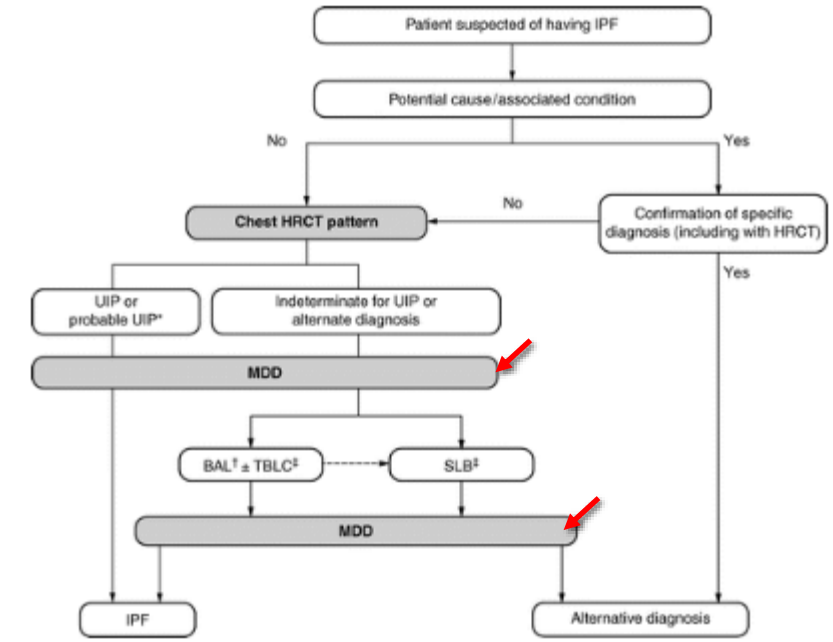 Patient suspected of having IPF
Potential cause/associated condition
No
Yes
Chest HRCT pattern
No
Confirmation of specific
diagnosis (including with HRCT)
Yes
UIP or
probable UIP*
Indeterminate for UIP or
alternate diagnosis
MDD
BAL† ± TBLC‡
SLB‡
MDD
IPF
Alternative diagnosis